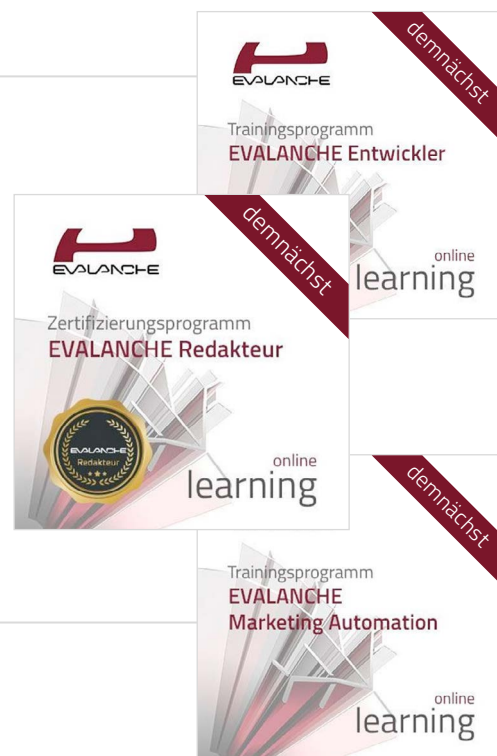 demnächst
EVALANCHE
Trainingsprogramm
EVALANCHE Entwickler
online
learning
demnächst
EVALANCHE
Zertifizierungsprogramm
EVALANCHE Redakteur
EVALANCHE
Redakteur
online
learning
demnächst
Trainingsprogramm
EVALANCHE
Marketing Automation
online
learning